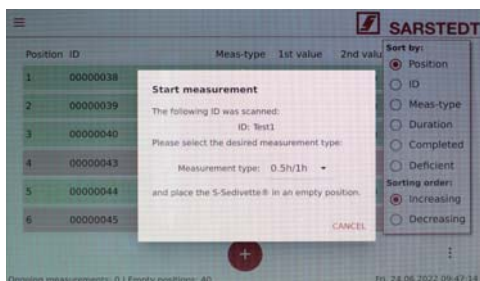 SARSTEDT
Position ID Meas-type 1st value 2nd valu
Sort by:
Position
ID
Meas-type
Duration
Completed
Deficient
Sorting order:
Increasing
Decreasing
1 00000038
2 00000039
3 00000040
4 00000043
5 00000044
6 00000045
Start measurement
The following ID was scanned:
ID: Test1
Please select the desired measurement type:
Measurement type: 0.5h/1h
and place the S-Sedivette® in an empty position.
CANCEL
+
Ongoing measurements: 0 | Empty positions: 40
Fri, 24.06.2022 09:47:14